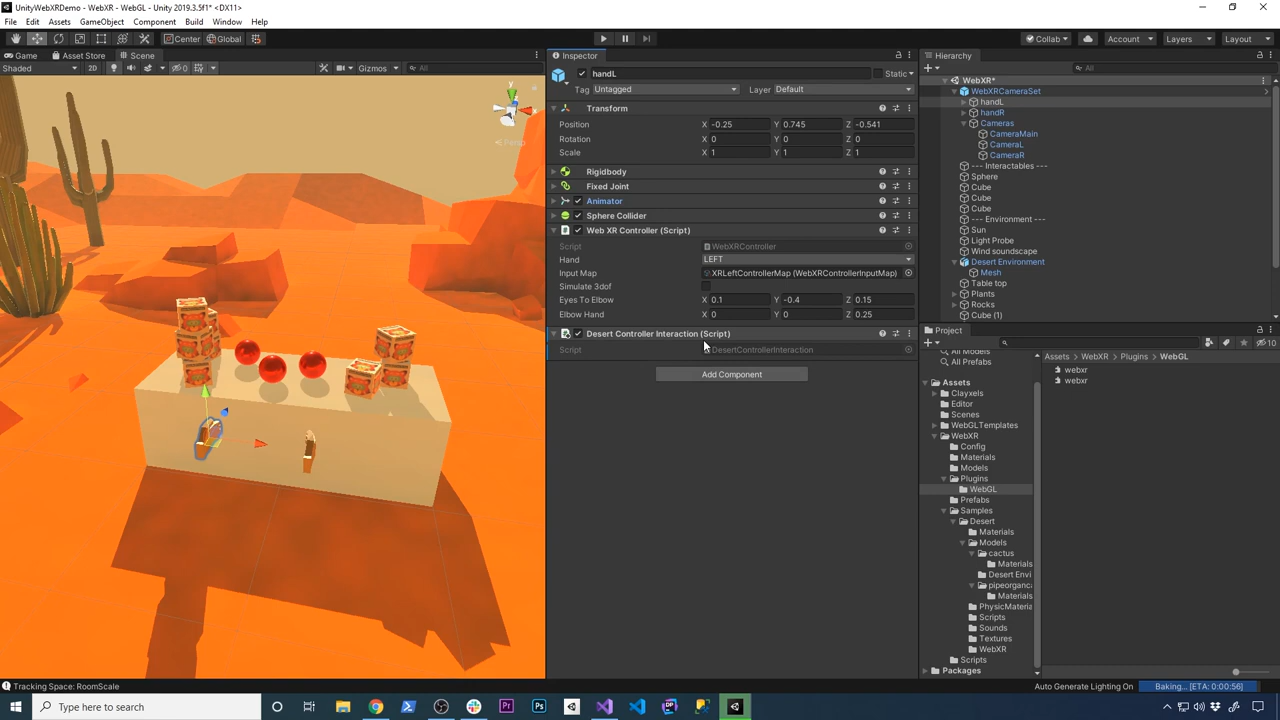 UnityWebXRDemo - WebXR - WebGL - Unity 2019.3.5f1* <DX11>
File Edit Assets GameObject Component Build Window Help
Center Global Collab Account Layers Layout
Game Asset Store Scene
Shaded 2D 0 Gizmos All
Persp
y
x
Inspector
handL Static
Tag Untagged Layer Default
Transform
Position X -0.25 Y 0.745 Z -0.541
Rotation X 0 Y 0 Z 0
Scale X 1 Y 1 Z 1
Rigidbody
Fixed Joint
Animator
Sphere Collider
Web XR Controller (Script)
Script WebXRController
Hand LEFT
Input Map XRLeftControllerMap (WebXRControllerInputMap)
Simulate 3dof
Eyes To Elbow X 0.1 Y -0.4 Z 0.15
Elbow Hand X 0 Y 0 Z 0.25
Desert Controller Interaction (Script)
Script DesertControllerInteraction
Add Component
Hierarchy
All
WebXR*
WebXRCameraSet
handL
handR
Cameras
CameraMain
CameraL
CameraR
--- Interactables ---
Sphere
Cube
Cube
Cube
--- Environment ---
Sun
Light Probe
Wind soundscape
Desert Environment
Mesh
Table top
Plants
Rocks
Cube (1)
Project
10
All Models
All Prefabs
Assets
Clayxels
Editor
Scenes
WebGLTemplates
WebXR
Config
Materials
Models
Plugins
WebGL
Prefabs
Samples
Desert
Materials
Models
cactus
Materials
Desert Envi
pipeorganc
Materials
PhysicMateria
Scripts
Sounds
Textures
WebXR
Scripts
Packages
Assets > WebXR > Plugins > WebGL
webxr
webxr
Tracking Space: RoomScale
Auto Generate Lighting On Baking... [ETA: 0:00:56]
Type here to search